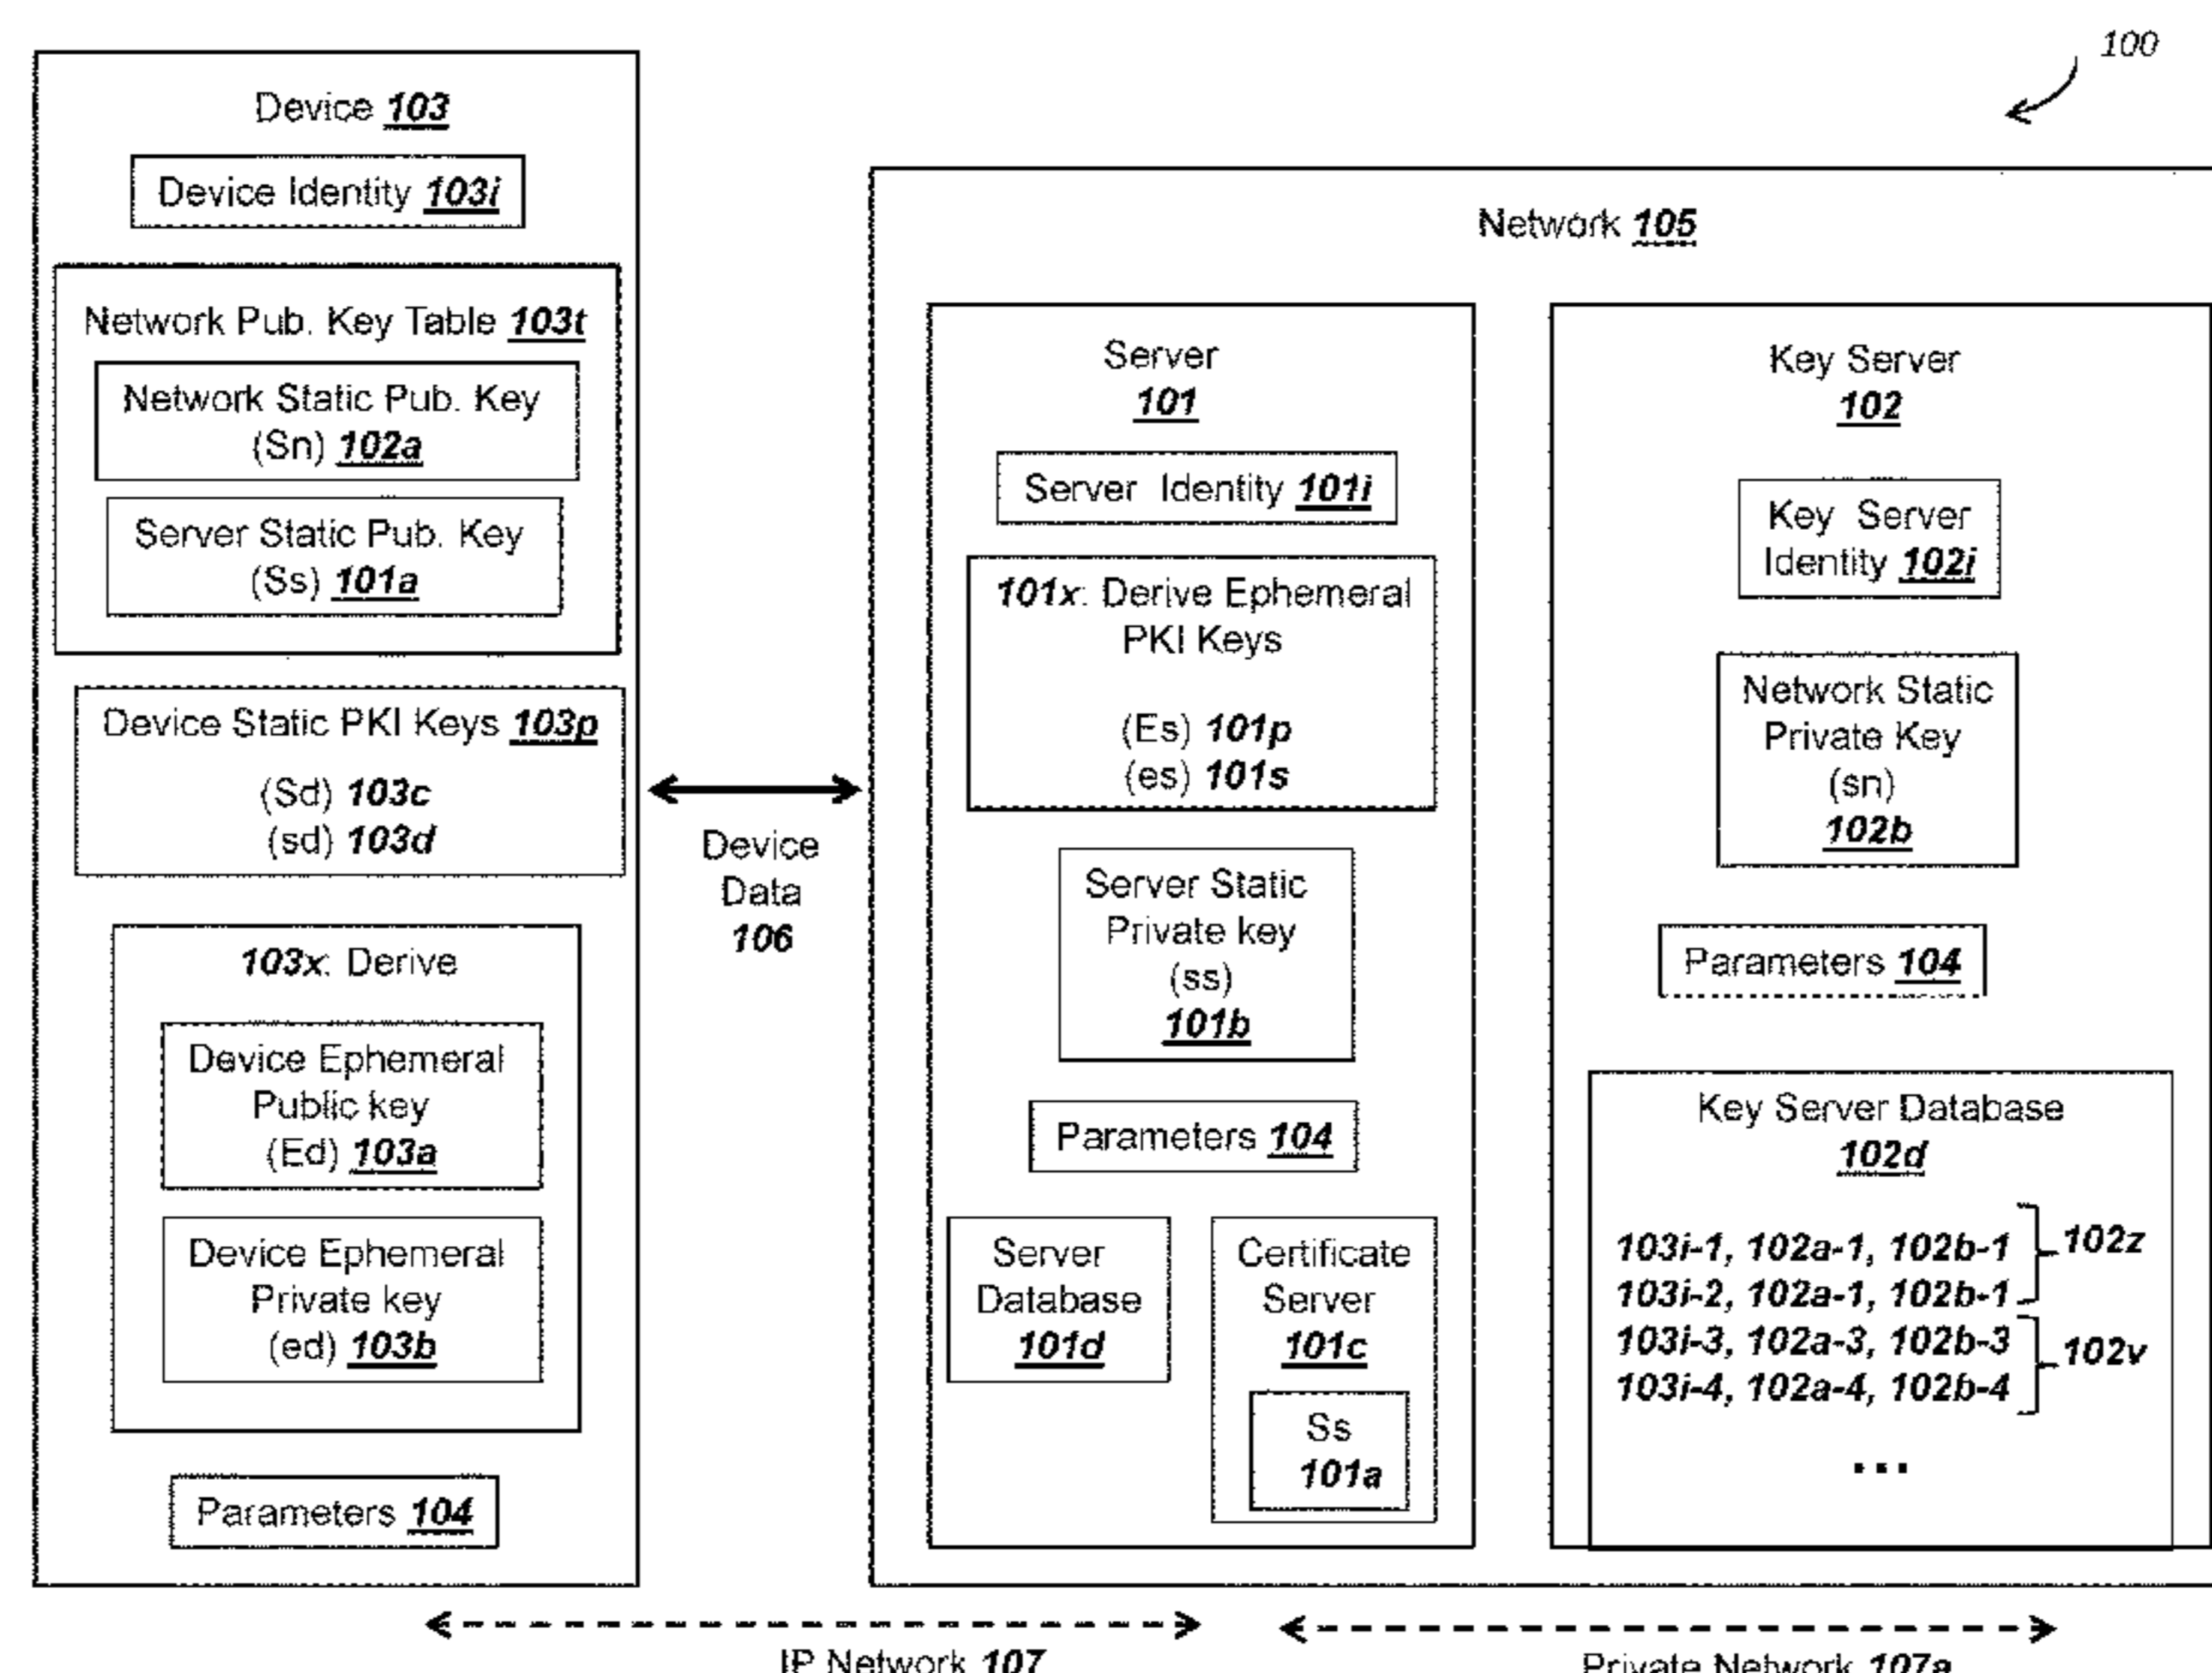 100
Device 103
Device Identity 103i
Network Pub. Key Table 103t
Network Static Pub. Key
(Sn) 102a
Server Static Pub. Key
(Ss) 101a
Device Static PKI Keys 103p
(Sd) 103c
(sd) 103d
103x: Derive
Device Ephemeral
Public key
(Ed) 103a
Device Ephemeral
Private key
(ed) 103b
Parameters 104
Device
Data
106
Network 105
Server
101
Server Identity 101i
101x: Derive Ephemeral
PKI Keys
(Es) 101p
(es) 101s
Server Static
Private key
(ss)
101b
Parameters 104
Server
Database
101d
Certificate
Server
101c
Ss
101a
Key Server
102
Key Server
Identity 102i
Network Static
Private Key
(sn)
102b
Parameters 104
Key Server Database
102d
103i-1, 102a-1, 102b-1
103i-2, 102a-1, 102b-1
102z
103i-3, 102a-3, 102b-3
103i-4, 102a-4, 102b-4
102v
...
IP Network 107
Private Network 107a